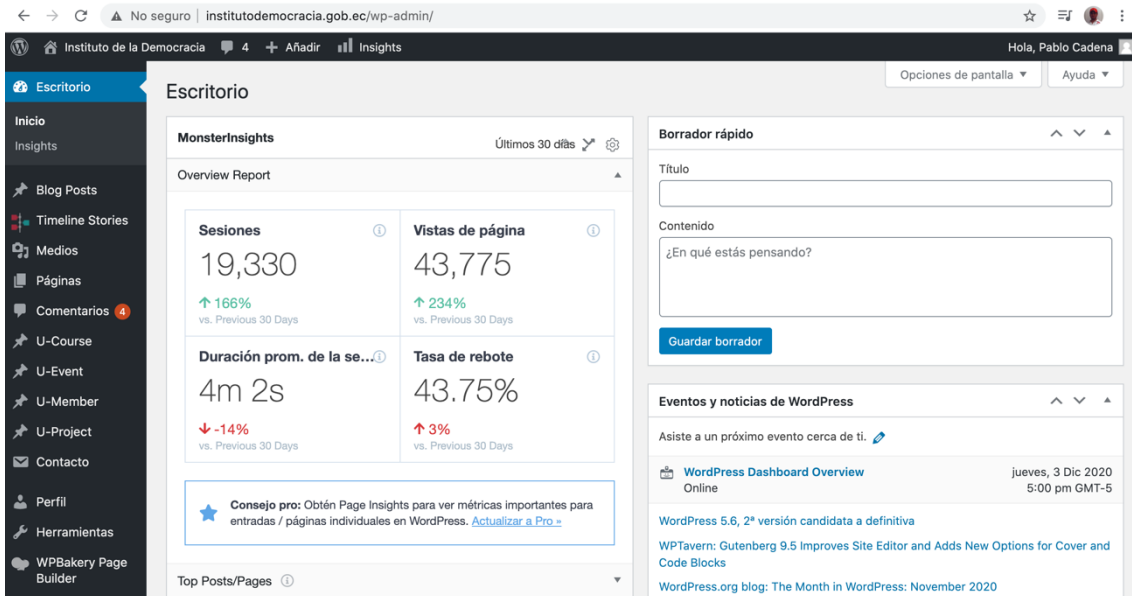 No seguro | institutodemocracia.gob.ec/wp-admin/
Instituto de la Democracia 4 + Añadir Insights Hola, Pablo Cadena
Opciones de pantalla ▼ Ayuda ▼
Escritorio
Inicio
Insights
Blog Posts
Timeline Stories
Medios
Páginas
Comentarios 4
U-Course
U-Event
U-Member
U-Project
Contacto
Perfil
Herramientas
WPBakery Page
Builder
Escritorio
MonsterInsights Últimos 30 días
Overview Report
Sesiones
19,330
166%
vs. Previous 30 Days
Vistas de página
43,775
234%
vs. Previous 30 Days
Duración prom. de la se...
4m 2s
-14%
vs. Previous 30 Days
Tasa de rebote
43.75%
3%
vs. Previous 30 Days
Consejo pro: Obtén Page Insights para ver métricas importantes para
entradas / páginas individuales en WordPress. Actualizar a Pro »
Top Posts/Pages
Borrador rápido
Título
Contenido
¿En qué estás pensando?
Guardar borrador
Eventos y noticias de WordPress
Asiste a un próximo evento cerca de ti.
WordPress Dashboard Overview jueves, 3 Dic 2020
Online 5:00 pm GMT-5
WordPress 5.6, 2ª versión candidata a definitiva
WPTavern: Gutenberg 9.5 Improves Site Editor and Adds New Options for Cover and
Code Blocks
WordPress.org blog: The Month in WordPress: November 2020